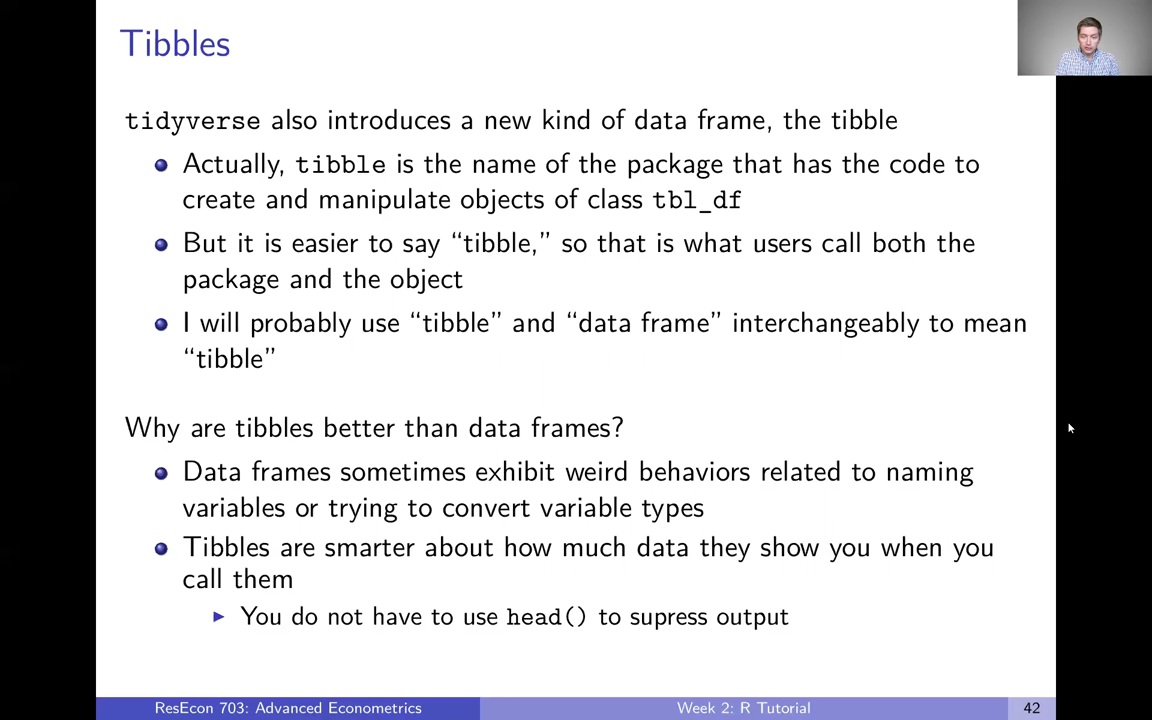 Tibbles
tidyverse also introduces a new kind of data frame, the tibble
Actually, tibble is the name of the package that has the code to
create and manipulate objects of class tbl_df
But it is easier to say “tibble,” so that is what users call both the
package and the object
I will probably use “tibble” and “data frame” interchangeably to mean
“tibble”
Why are tibbles better than data frames?
Data frames sometimes exhibit weird behaviors related to naming
variables or trying to convert variable types
Tibbles are smarter about how much data they show you when you
call them
You do not have to use head() to supress output
ResEcon 703: Advanced Econometrics
Week 2: R Tutorial
42